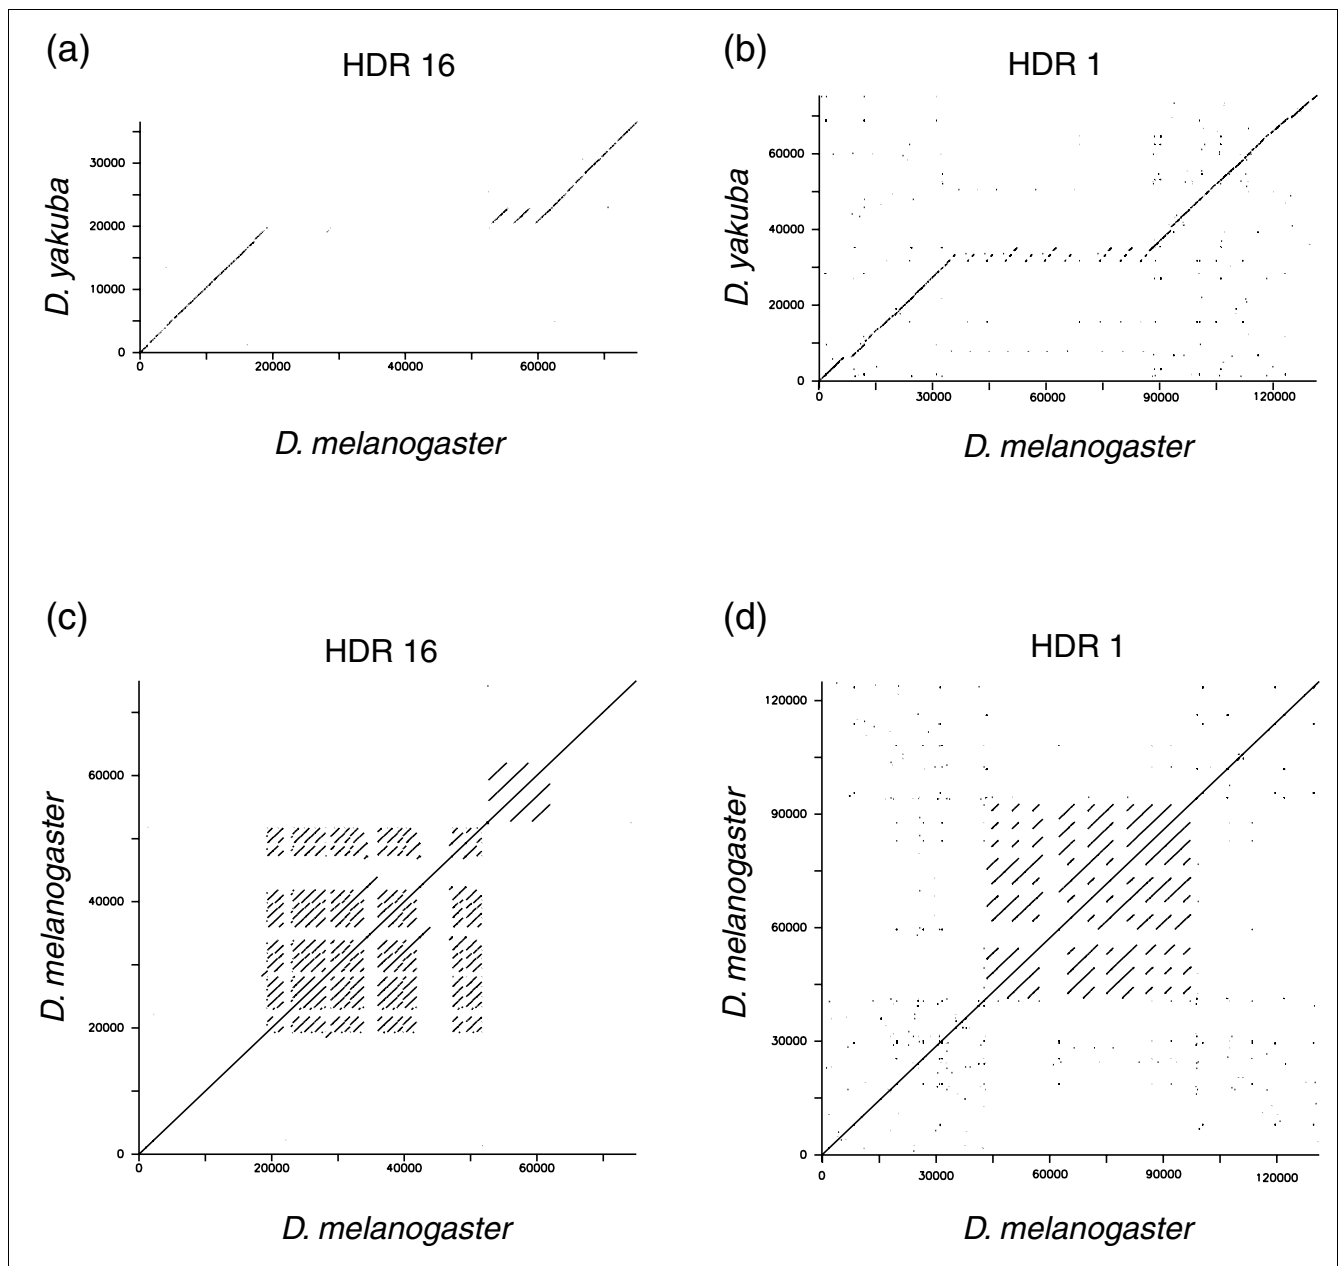 (a)
HDR 16
D. yakuba
30000
20000
10000
0
0 20000 40000 60000
D. melanogaster
(b)
HDR 1
D. yakuba
60000
40000
20000
0
0 30000 60000 90000 120000
D. melanogaster
(c)
HDR 16
D. melanogaster
60000
40000
20000
0
0 20000 40000 60000
D. melanogaster
(d)
HDR 1
D. melanogaster
120000
90000
60000
30000
0
0 30000 60000 90000 120000
D. melanogaster